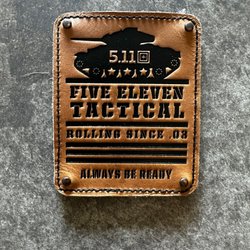 5.11
FIVE ELEVEN
TACTICAL
ROLLING SINCE .03
ALWAYS BE READY